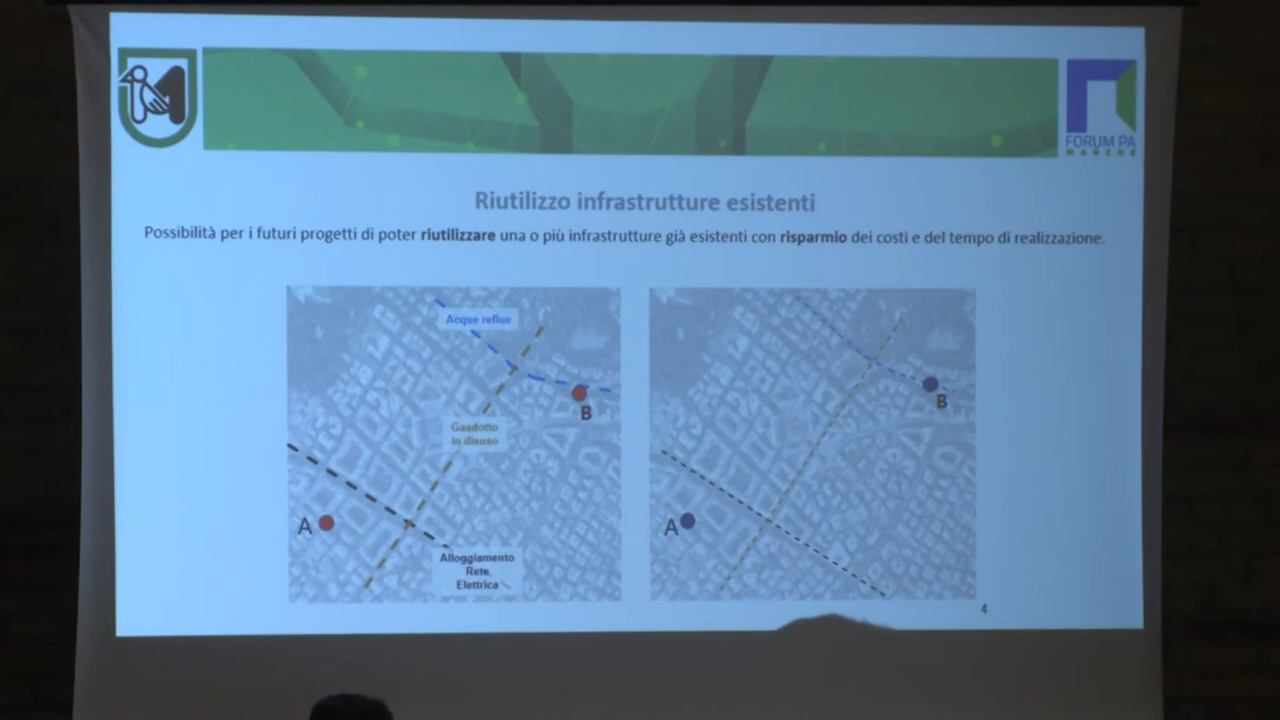 FORUM PA
MARCHE
Riutilizzo infrastrutture esistenti
Possibilità per i futuri progetti di poter riutilizzare una o più infrastrutture già esistenti con risparmio dei costi e del tempo di realizzazione.
Acque reflue
Gasdotto
in disuso
B
A
Alloggiamento
Rete
Elettrica
B
A
4